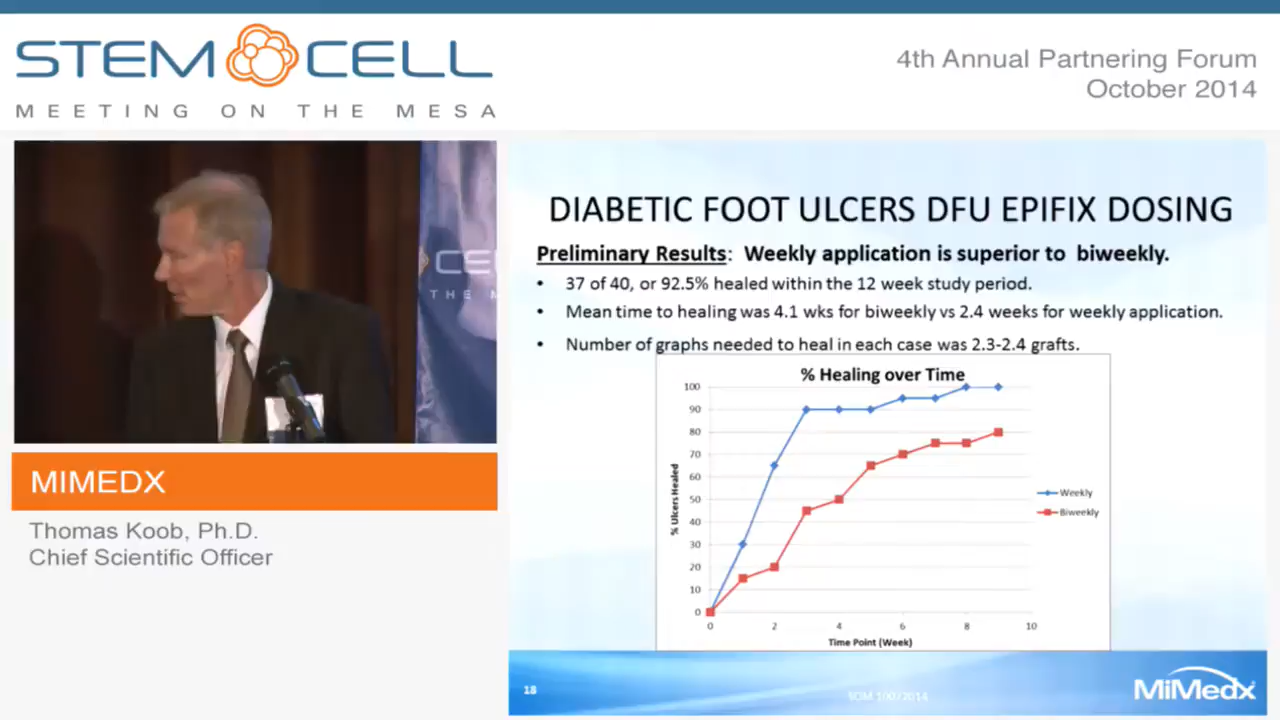 STEM CELL
MEETING ON THE MESA
4th Annual Partnering Forum
October 2014
CE
THE M
MIMEDX
Thomas Koob, Ph.D.
Chief Scientific Officer
DIABETIC FOOT ULCERS DFU EPIFIX DOSING
Preliminary Results: Weekly application is superior to biweekly.
• 37 of 40, or 92.5% healed within the 12 week study period.
• Mean time to healing was 4.1 wks for biweekly vs 2.4 weeks for weekly application.
• Number of graphs needed to heal in each case was 2.3-2.4 grafts.
% Healing over Time
% Ulcers Healed
100
90
80
70
60
50
40
30
20
10
0
0 2 4 6 8 10
Time Point (Week)
Weekly
Biweekly
18
MiMedx